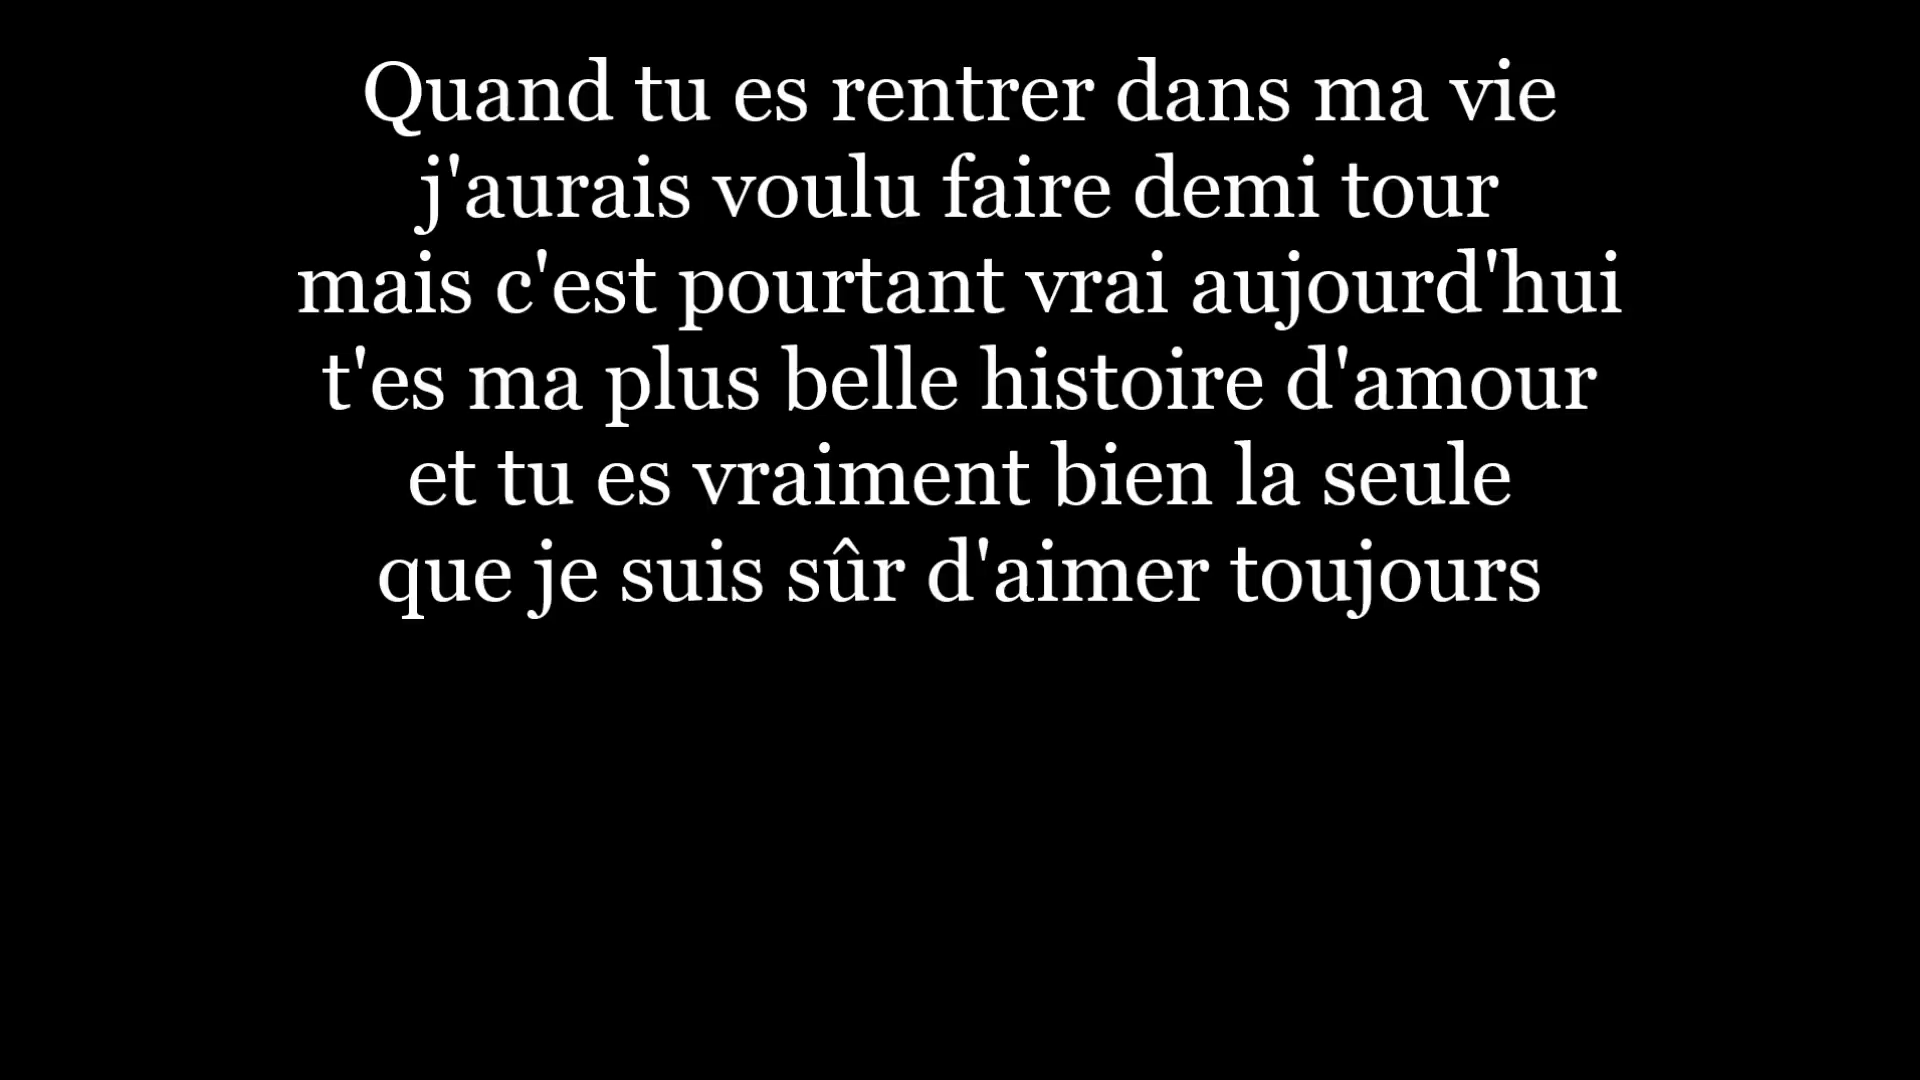 Quand tu es rentrer dans ma vie
j'aurais voulu faire demi tour
mais c'est pourtant vrai aujourd'hui
t'es ma plus belle histoire d'amour
et tu es vraiment bien la seule
que je suis sûr d'aimer toujours